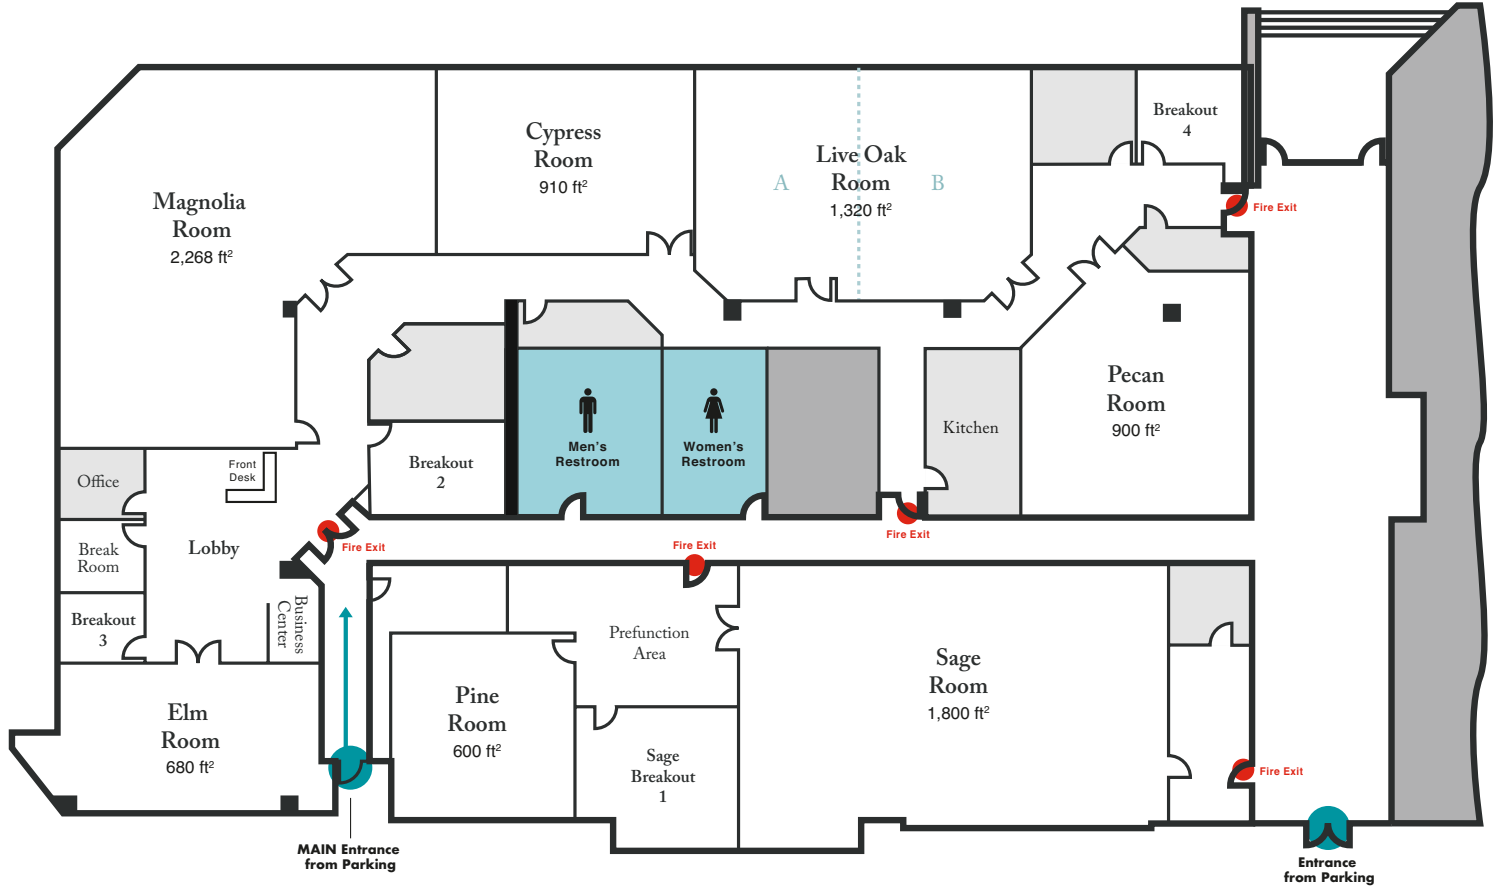 Magnolia
Room
2,268 ft²
Cypress
Room
910 ft²
Live Oak
Room
1,320 ft²
A
B
Breakout
4
Fire Exit
Pecan
Room
900 ft²
Kitchen
Men's
Restroom
Women's
Restroom
Breakout
2
Front
Desk
Office
Break
Room
Lobby
Breakout
3
Business
Center
Fire Exit
Fire Exit
Fire Exit
Prefunction
Area
Elm
Room
680 ft²
Pine
Room
600 ft²
Sage
Breakout
1
Sage
Room
1,800 ft²
Fire Exit
MAIN Entrance
from Parking
Entrance
from Parking